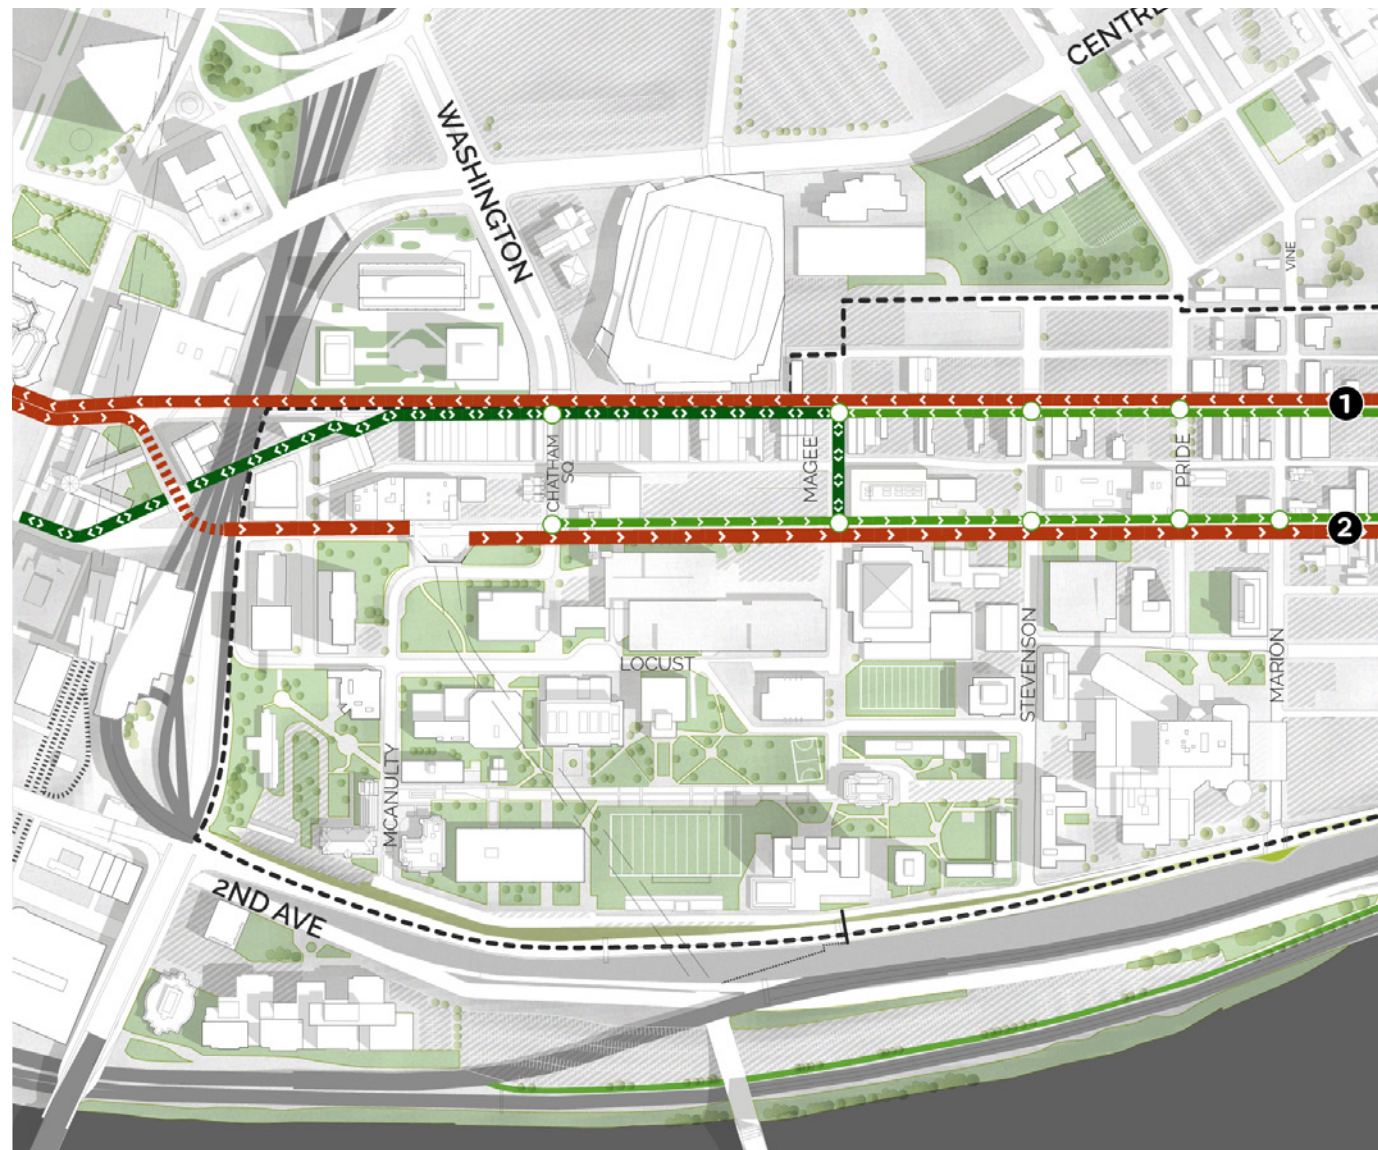 CENTRE
WASHINGTON
VINE
1
CHATHAM
SQ
MAGEE
PRIDE
2
LOCUST
STEVENSON
MARION
MCANULTY
2ND AVE